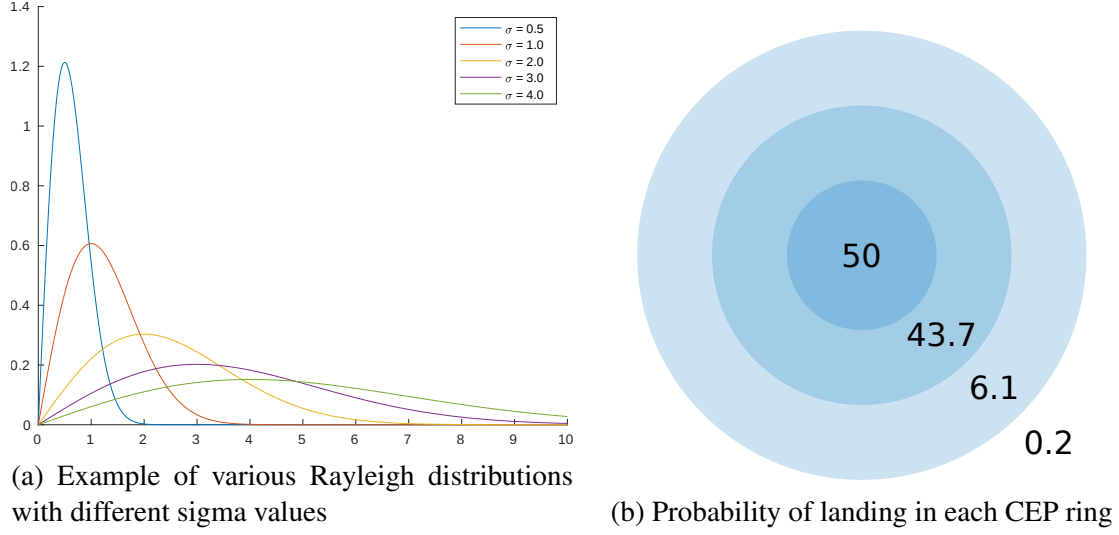 1.4
1.2
1
0.8
0.6
0.4
0.2
0
0 1 2 3 4 5 6 7 8 9 10
σ = 0.5
σ = 1.0
σ = 2.0
σ = 3.0
σ = 4.0
(a) Example of various Rayleigh distributions
with different sigma values
50
43.7
6.1
0.2
(b) Probability of landing in each CEP ring